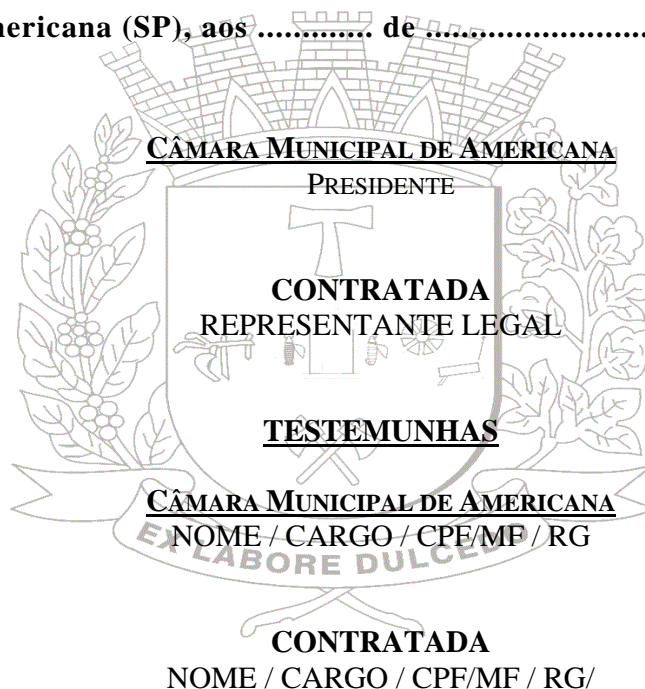 mericana (SP), aos ............. de .........................
CÂMARA MUNICIPAL DE AMERICANA
PRESIDENTE
CONTRATADA
REPRESENTANTE LEGAL
TESTEMUNHAS
CÂMARA MUNICIPAL DE AMERICANA
NOME / CARGO / CPF/MF / RG
EX LABORE DULCEDO
CONTRATADA
NOME / CARGO / CPF/MF / RG/